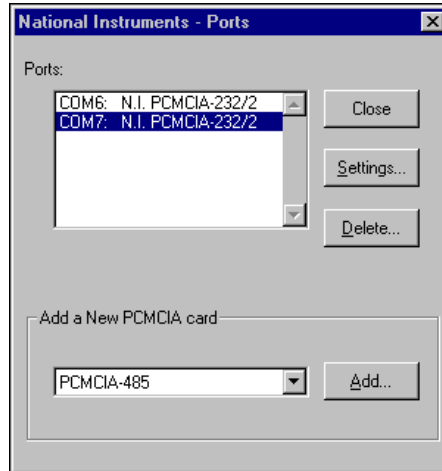 National Instruments - Ports
Ports:
COM6: N.I. PCMCIA-232/2
COM7: N.I. PCMCIA-232/2
Close
Settings...
Delete...
Add a New PCMCIA card
PCMCIA-485
Add...